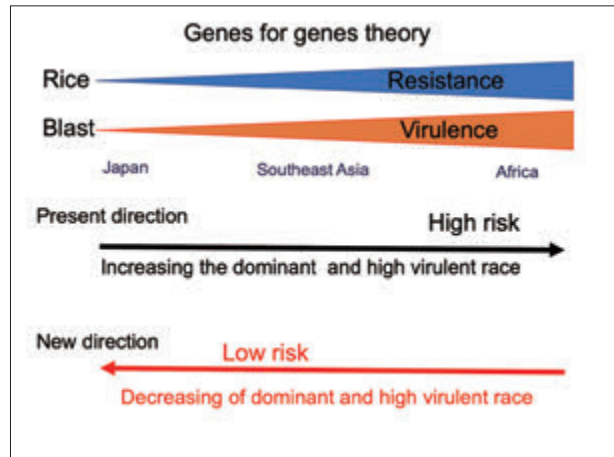 Genes for genes theory
Rice Resistance
Blast Virulence
Japan Southeast Asia Africa
Present direction
High risk
Increasing the dominant and high virulent race
New direction
Low risk
Decreasing of dominant and high virulent race